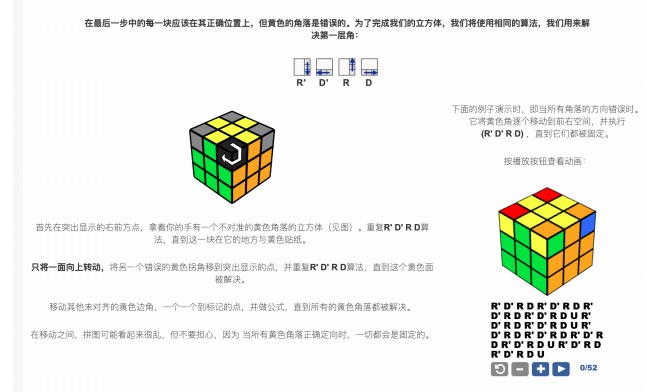 在最后一步中的每一块应该在其正确位置上，但黄色的角落是错误的。为了完成我们的立方体，我们将使用相同的算法，我们用来解
决第一层角：
R' D' R D
下面的例子演示时，即当所有角落的方向错误时。
它将黄色角逐个移动到前右空间，并执行
(R' D' R D) ，直到它们都被固定。
按播放按钮查看动画：
首先在突出显示的右前方点，拿着你的手有一个不对准的黄色角落的立方体（见图）。重复R' D' R D算
法，直到这一块在它的地方与黄色贴纸。
只将一面向上转动，将另一个错误的黄色拐角移到突出显示的点，并重复R' D' R D算法，直到这个黄色面
被解决。
移动其他未对齐的黄色边角，一个一个到标记的点，并做公式，直到所有的黄色角落都被解决。
在移动之间，拼图可能看起来很乱，但不要担心，因为 当所有黄色角落正确定向时，一切都会是固定的。
R' D' R D R' D' R D R'
D' R D R' D' R D U R'
D' R D R' D' R D R' D' R
D R' D' R D U R' D' R D
R' D' R D U
0/52